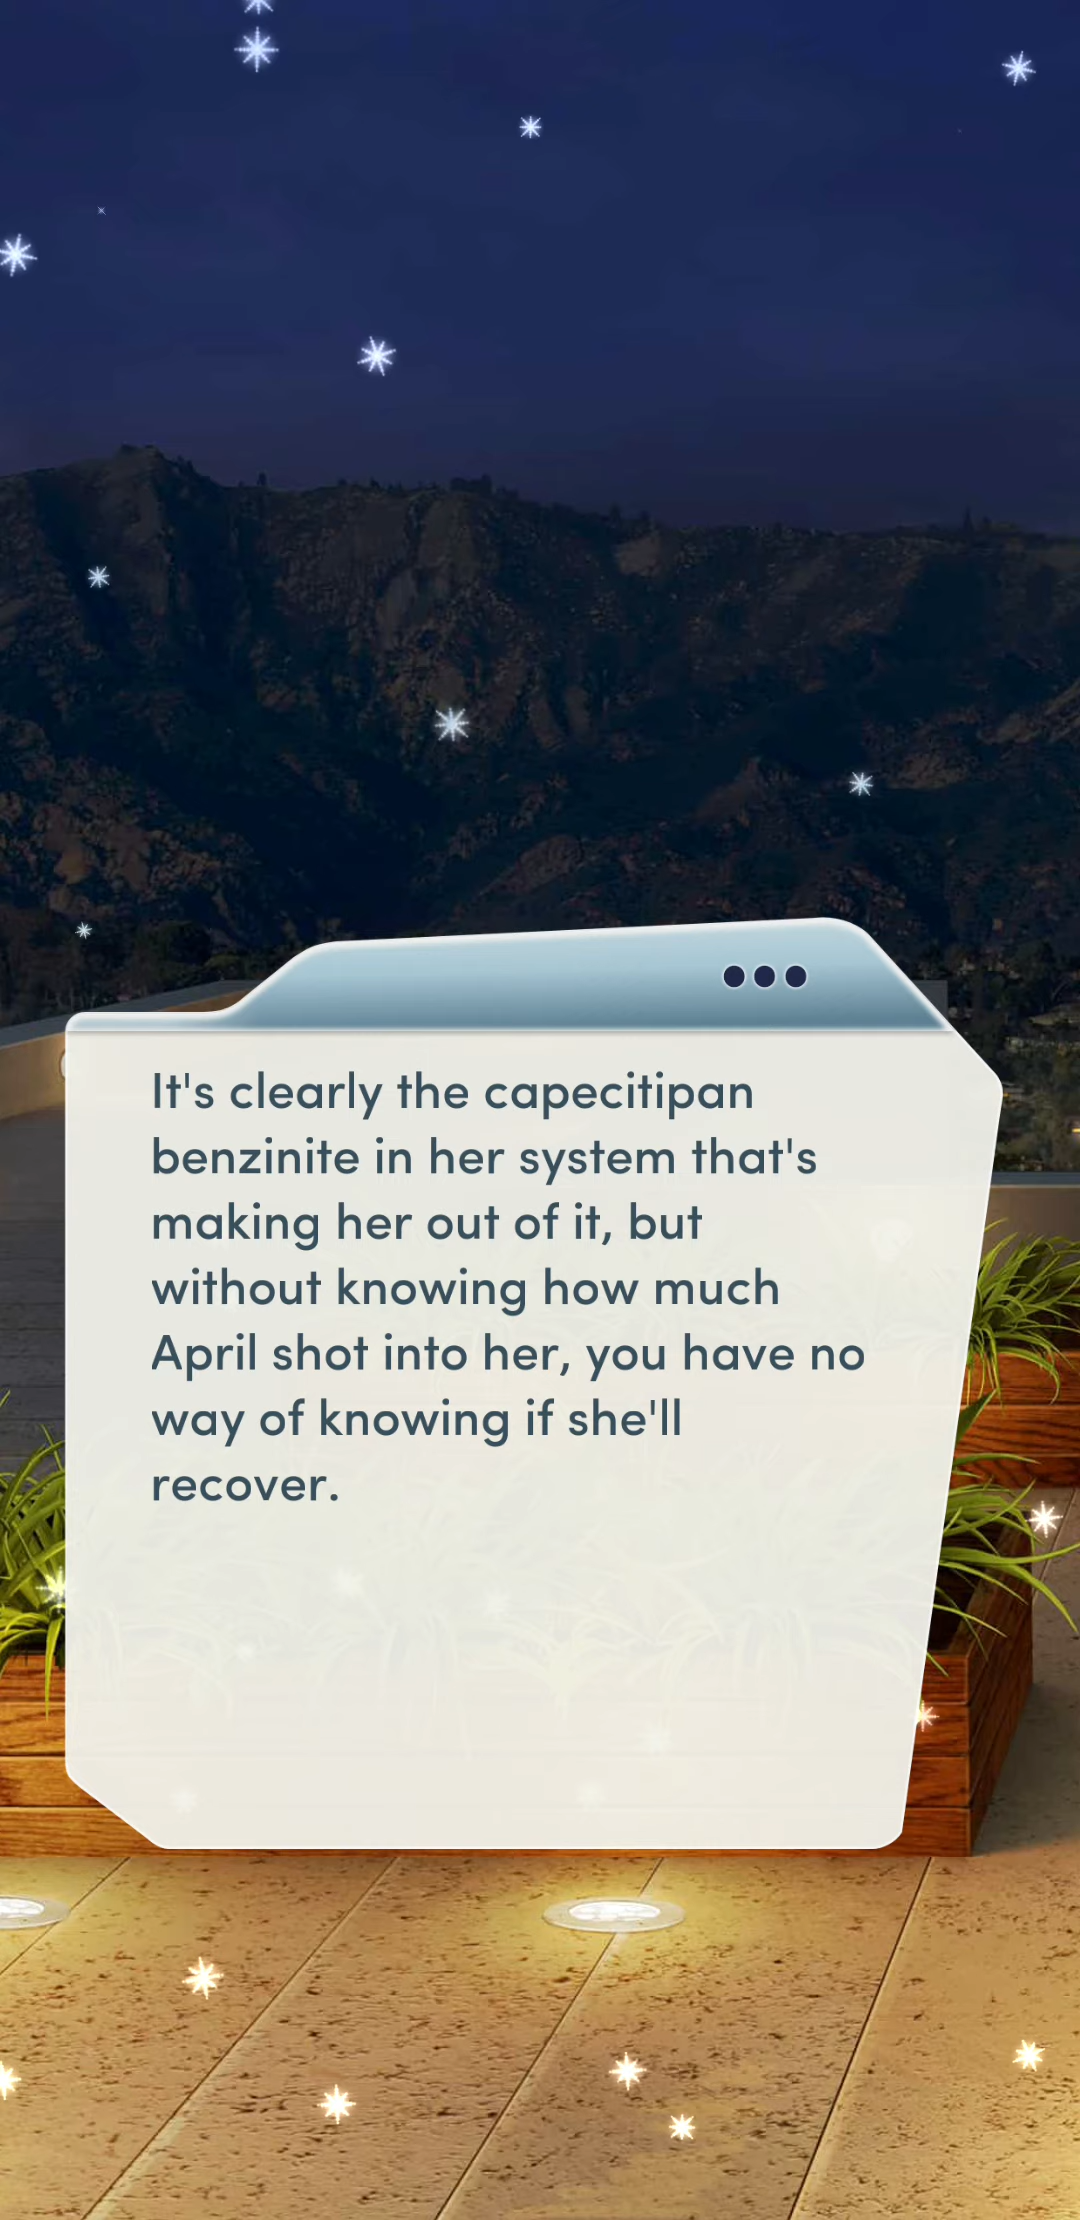 It's clearly the capecitipan
benzinite in her system that's
making her out of it, but
without knowing how much
April shot into her, you have no
way of knowing if she'll
recover.